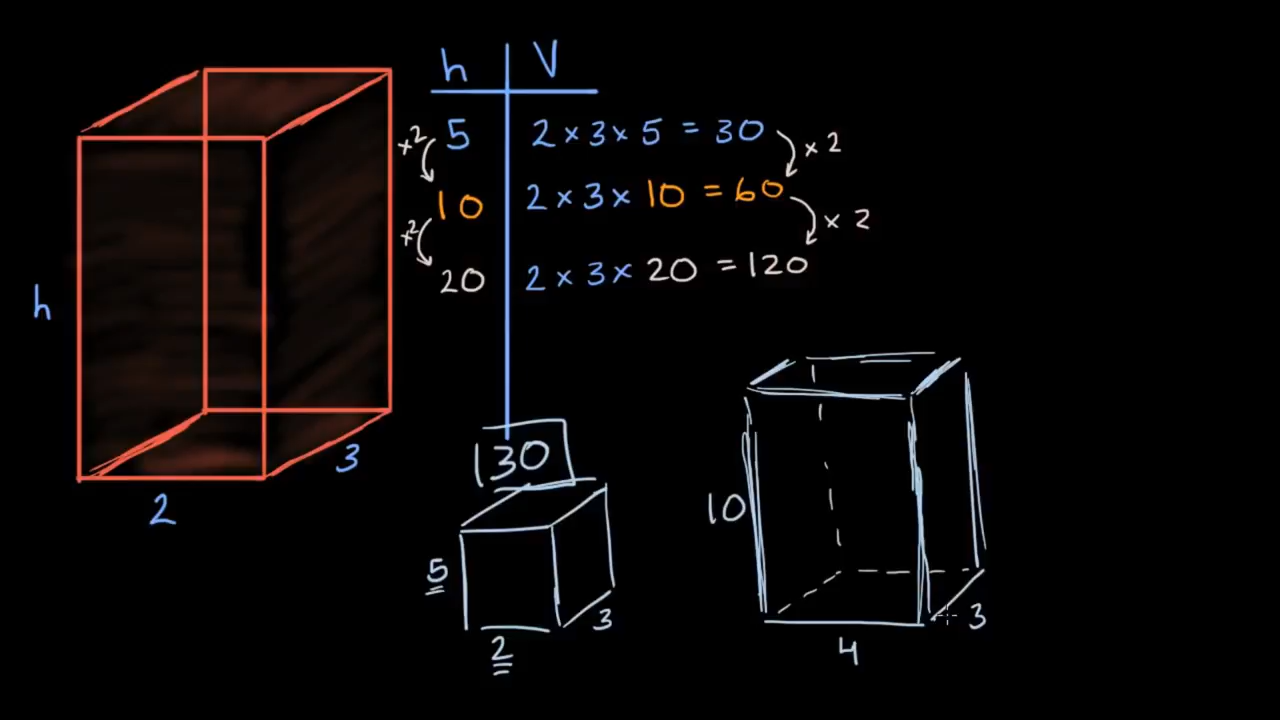 h V
×2 5 2 × 3 × 5 = 30 × 2
10 2 × 3 × 10 = 60
×2 × 2
20 2 × 3 × 20 = 120
h
3
2
130
5
3
2
10
3
4